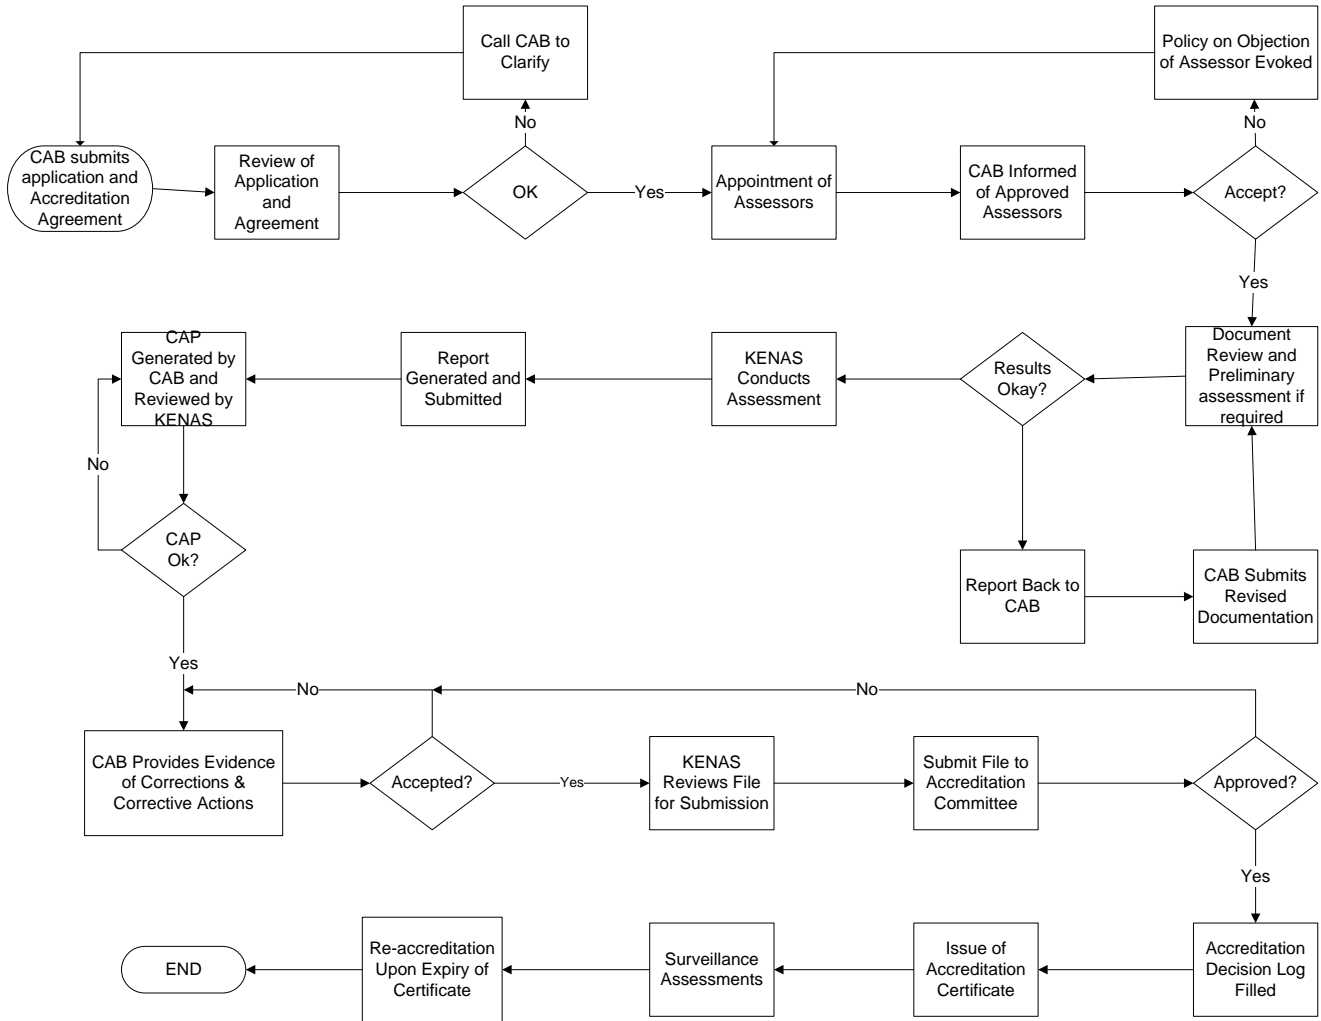 Call CAB to
Clarify
Policy on Objection
of Assessor Evoked
No
No
CAB submits
application and
Accreditation
Agreement
Review of
Application
and
Agreement
OK
Yes
Appointment of
Assessors
CAB Informed
of Approved
Assessors
Accept?
Yes
CAP
Generated by
CAB and
Reviewed by
KENAS
Report
Generated and
Submitted
KENAS
Conducts
Assessment
Results
Okay?
Document
Review and
Preliminary
assessment if
required
No
CAP
Ok?
Report Back to
CAB
CAB Submits
Revised
Documentation
Yes
No
No
CAB Provides Evidence
of Corrections &
Corrective Actions
Accepted?
Yes
KENAS
Reviews File
for Submission
Submit File to
Accreditation
Committee
Approved?
Yes
END
Re-accreditation
Upon Expiry of
Certificate
Surveillance
Assessments
Issue of
Accreditation
Certificate
Accreditation
Decision Log
Filled